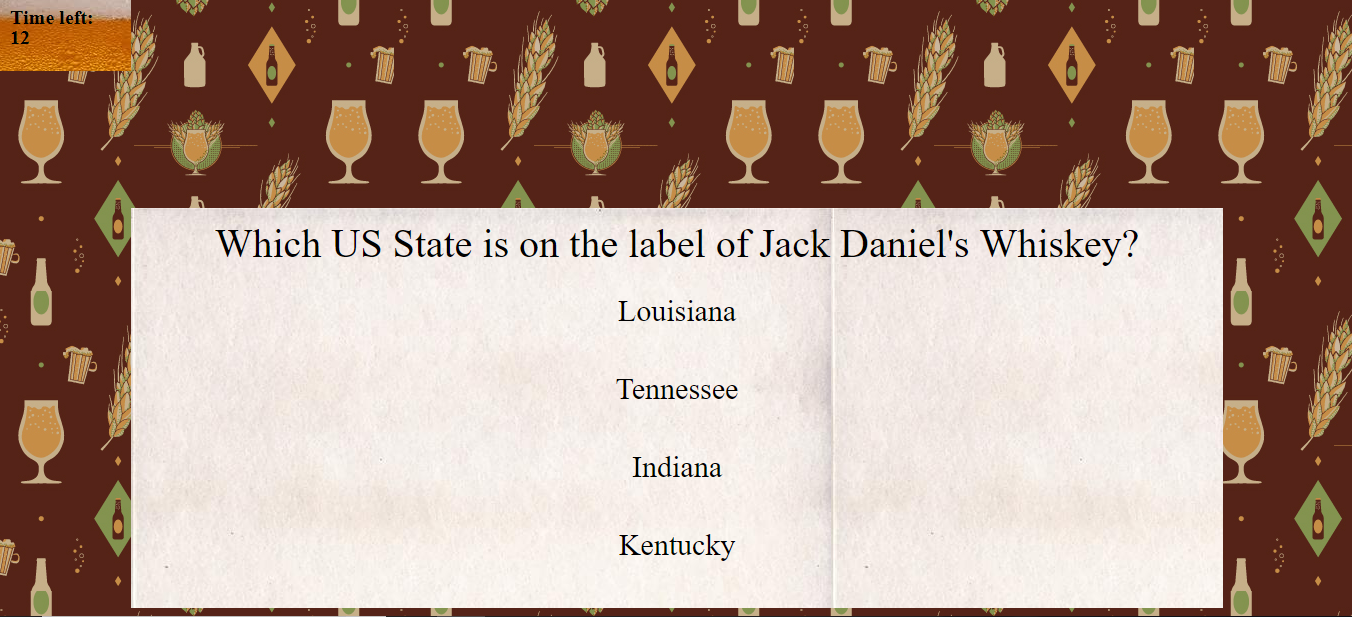 Time left:
12
Which US State is on the label of Jack Daniel's Whiskey?
Louisiana
Tennessee
Indiana
Kentucky